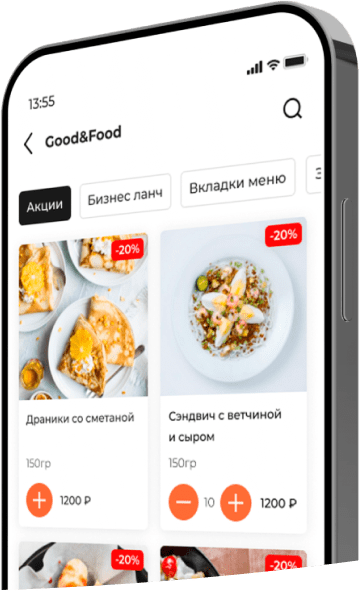 13:55
Good&Food
Акции
Бизнес ланч
Вкладки меню
-20%
-20%
Драники со сметаной
150гр
1200 ₽
Сэндвич с ветчиной
и сыром
150гр
10
1200 ₽
-20%
-20%